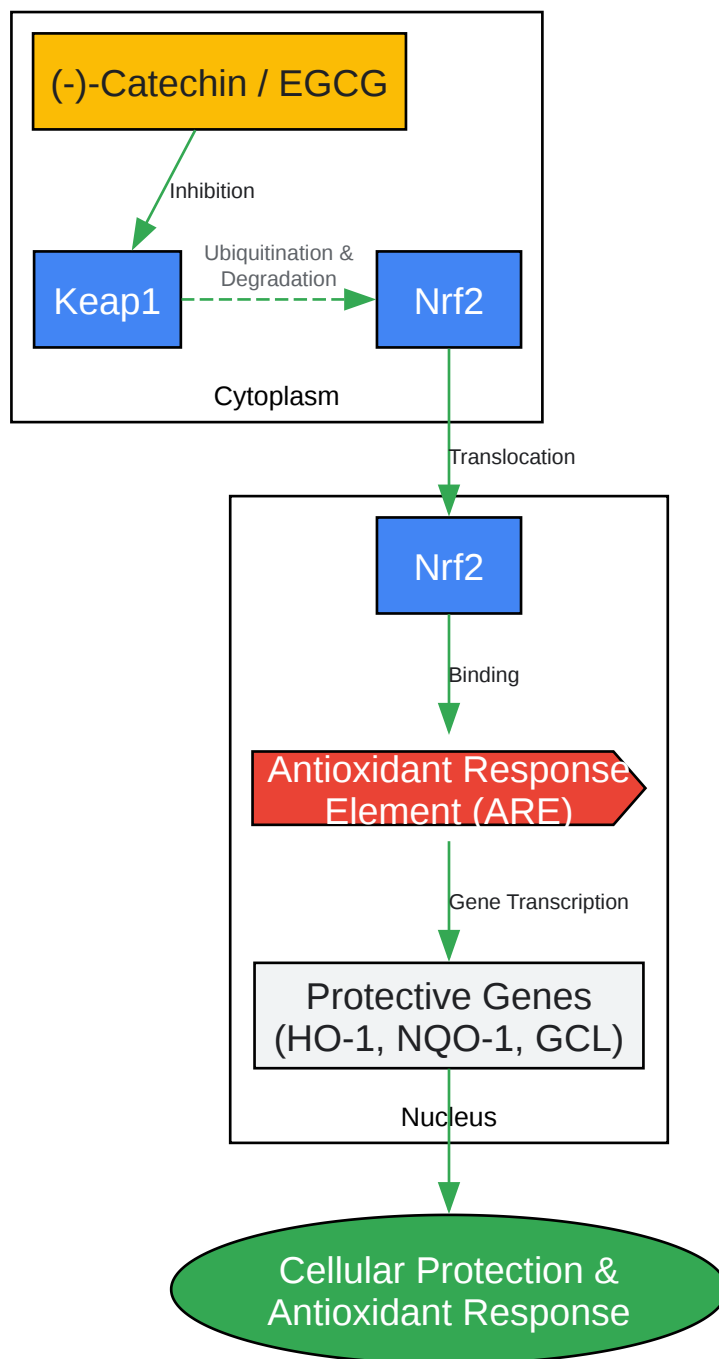 (-)-Catechin / EGCG
Inhibition
Ubiquitination &
Degradation
Keap1
Nrf2
Cytoplasm
Translocation
Nrf2
Binding
Antioxidant Response
Element (ARE)
Gene Transcription
Protective Genes
(HO-1, NQO-1, GCL)
Nucleus
Cellular Protection &
Antioxidant Response